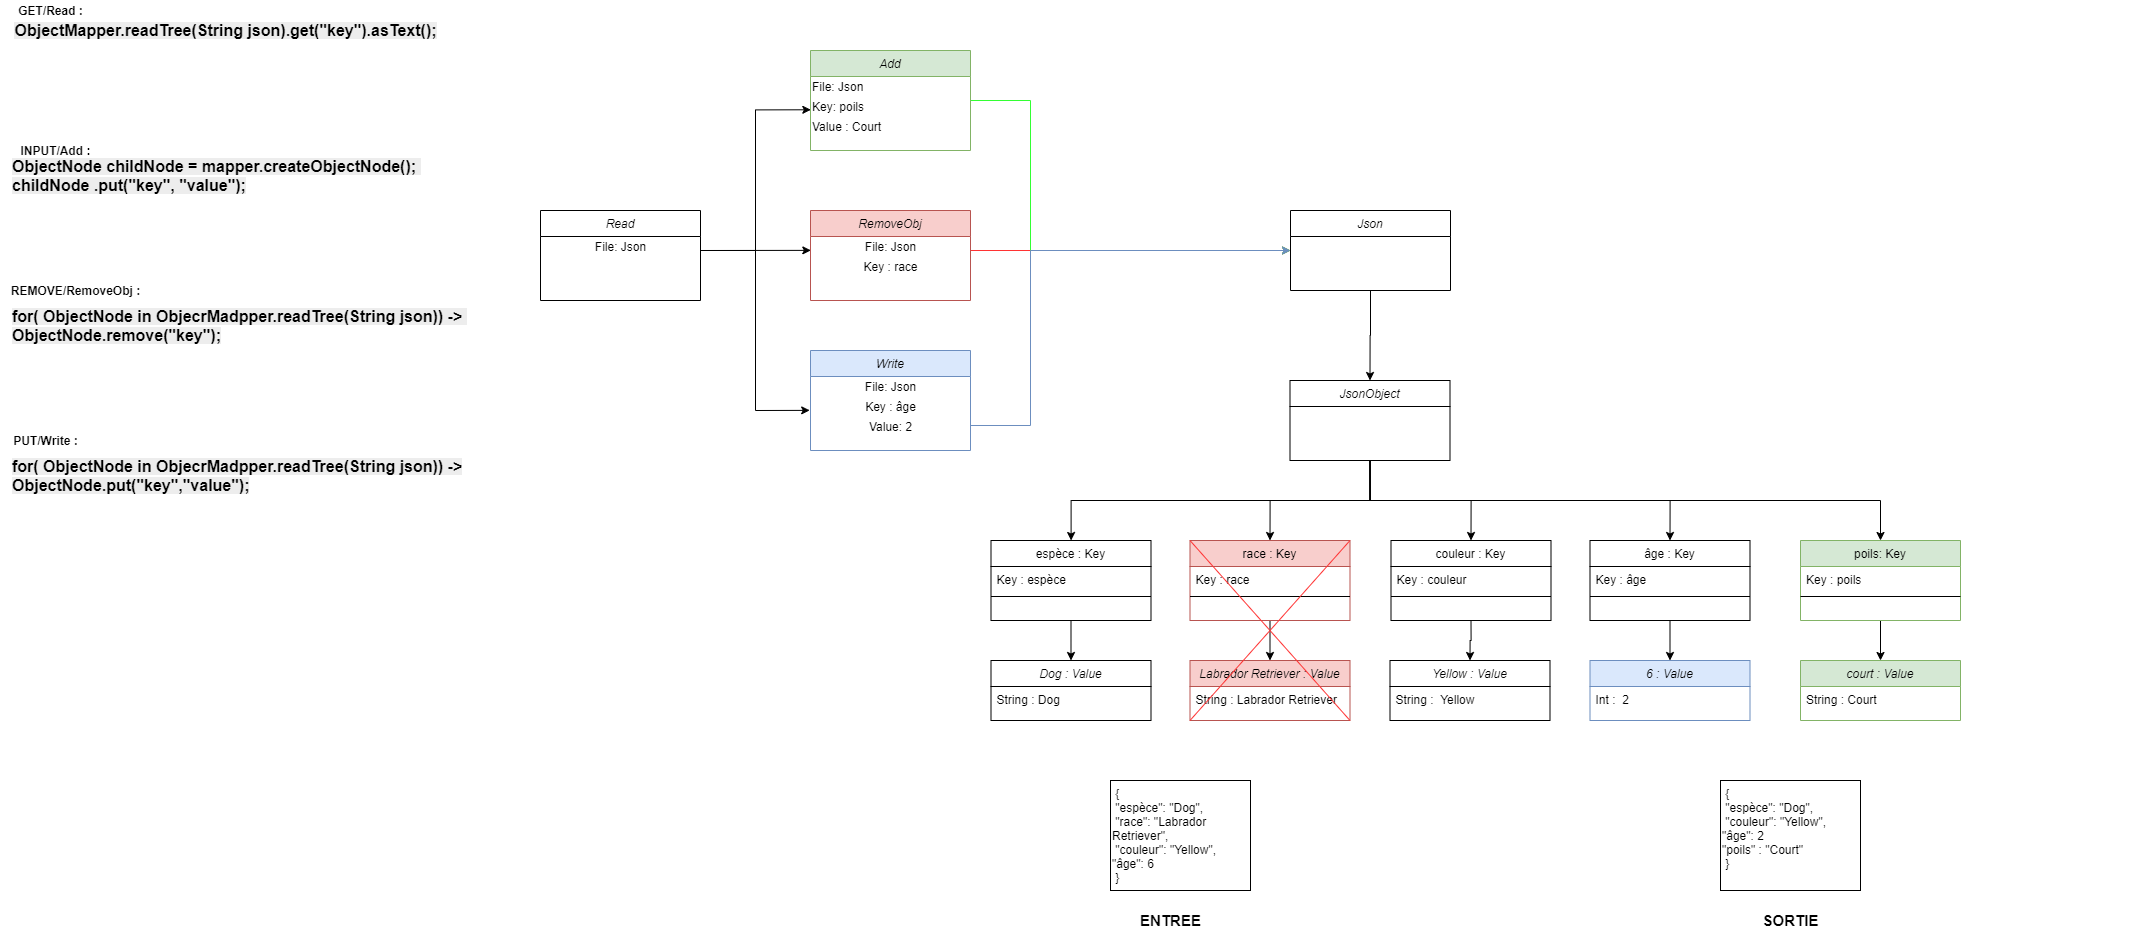 GET/Read :
ObjectMapper.readTree(String json).get("key").asText();
INPUT/Add :
ObjectNode childNode = mapper.createObjectNode();
childNode .put("key", "value");
REMOVE/RemoveObj :
for( ObjectNode in ObjecrMadpper.readTree(String json)) ->
ObjectNode.remove("key");
PUT/Write :
for( ObjectNode in ObjecrMadpper.readTree(String json)) ->
ObjectNode.put("key","value");
Read
File: Json
Add
File: Json
Key: poils
Value : Court
RemoveObj
File: Json
Key : race
Write
File: Json
Key : âge
Value: 2
Json
JsonObject
espèce : Key
Key : espèce
race : Key
Key : race
couleur : Key
Key : couleur
âge : Key
Key : âge
poils: Key
Key : poils
Dog : Value
String : Dog
Labrador Retriever : Value
String : Labrador Retriever
Yellow : Value
String :  Yellow
6 : Value
Int :  2
court : Value
String : Court
{
"espèce": "Dog",
"race": "Labrador
Retriever",
"couleur": "Yellow",
"âge": 6
}
ENTREE
{
"espèce": "Dog",
"couleur": "Yellow",
"âge": 2
"poils" : "Court"
}
SORTIE